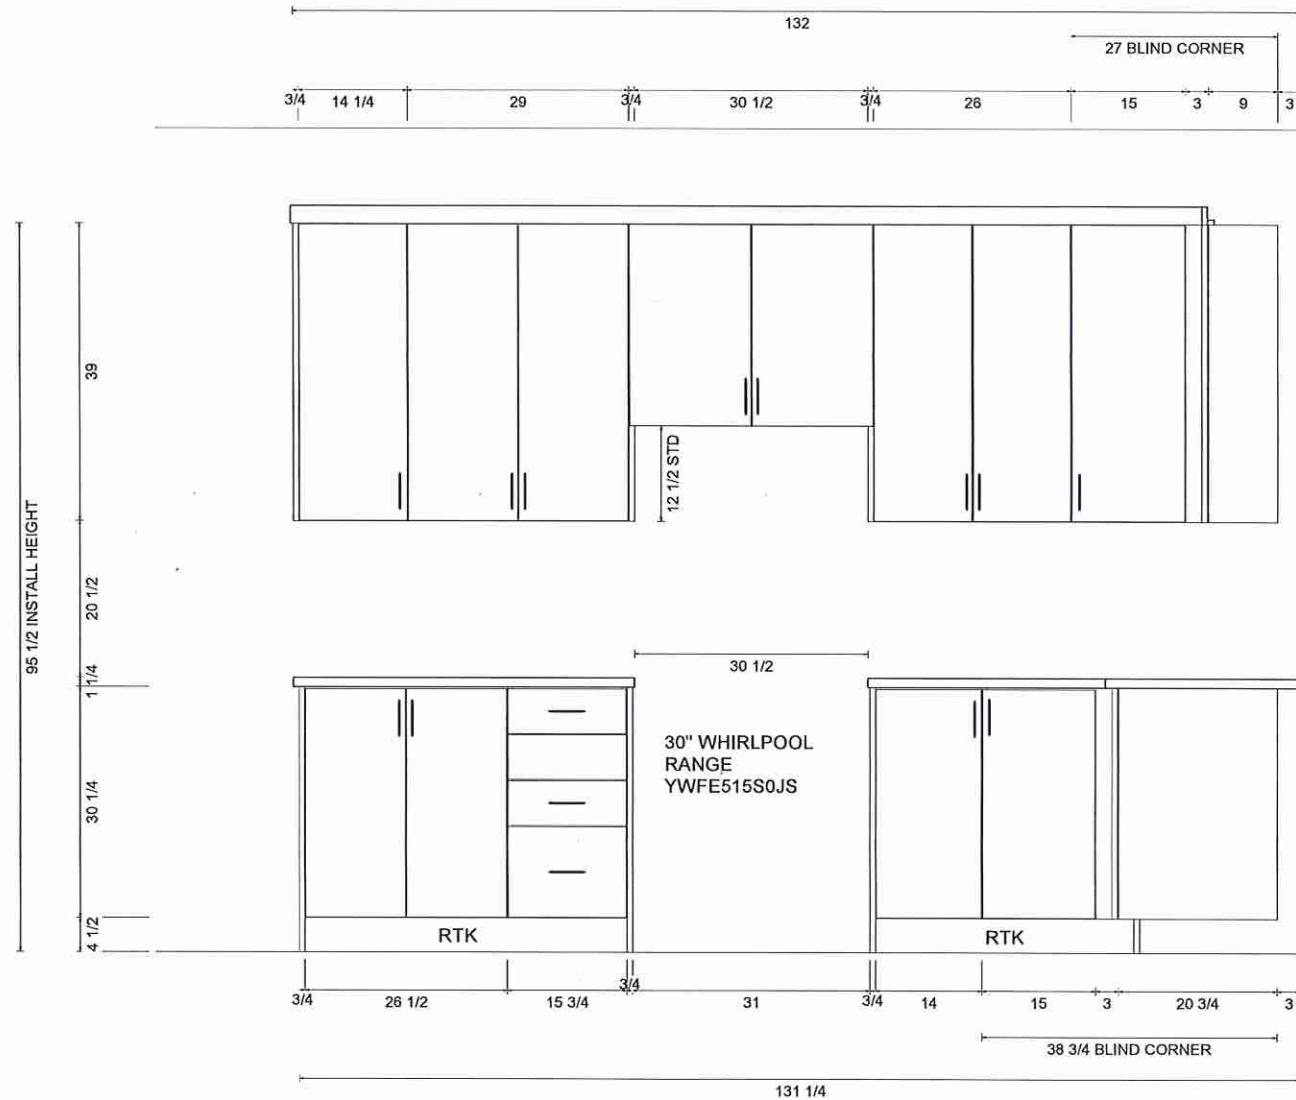 132
27 BLIND CORNER
3/4 14 1/4 29 3/4 30 1/2 3/4 26 15 3 9 3
39
12 1/2 STD
95 1/2 INSTALL HEIGHT
20 1/2
1 1/4
30 1/2
30" WHIRLPOOL
RANGE
YWFE515S0JS
30 1/4
4 1/2
RTK
RTK
3/4 26 1/2 15 3/4 3/4 31 3/4 14 15 3 20 3/4 3
38 3/4 BLIND CORNER
131 1/4